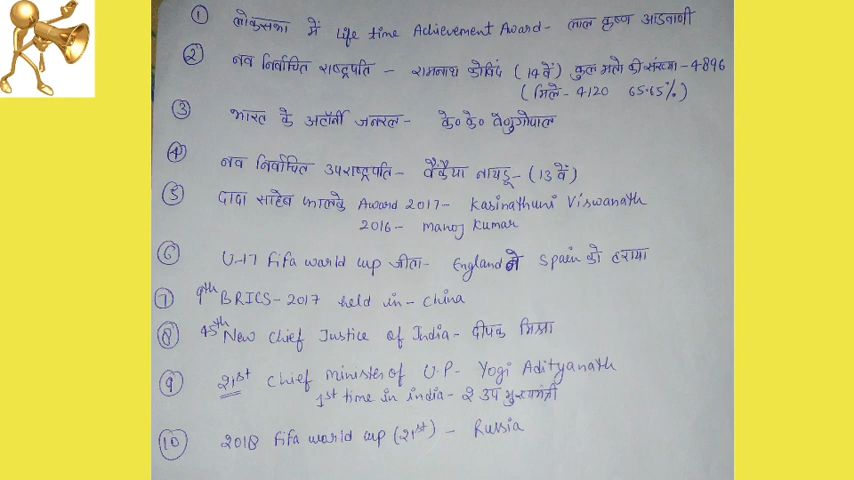 ① लोकसभा में Life time Achievement Award- लाल कृष्ण आडवाणी
② नव निर्वाचित राष्ट्रपति - रामनाथ कोविंद (14वें) कुल मतो की संख्या - 4896
(मिले - 4120 65.65%)
③ भारत के अटॉर्नी जनरल- के० के० वेणुगोपाल
④ नव निर्वाचित उपराष्ट्रपति- वैंकैया नायडू - (13वें)
⑤ दादा साहेब फाल्के Award 2017- Kasinathuni Viswanath
2016- Manoj Kumar
⑥ U-17 Fifa world cup जीता- England ने Spain को हराया
⑦ 9th BRICS-2017 held in- China
⑧ 45th New Chief Justice of India- दीपक मिश्रा
⑨ 21st Chief Minister of U.P- Yogi Adityanath
1st time in india- 2 उप मुख्यमंत्री
⑩ 2018 Fifa world cup (21st) - Russia